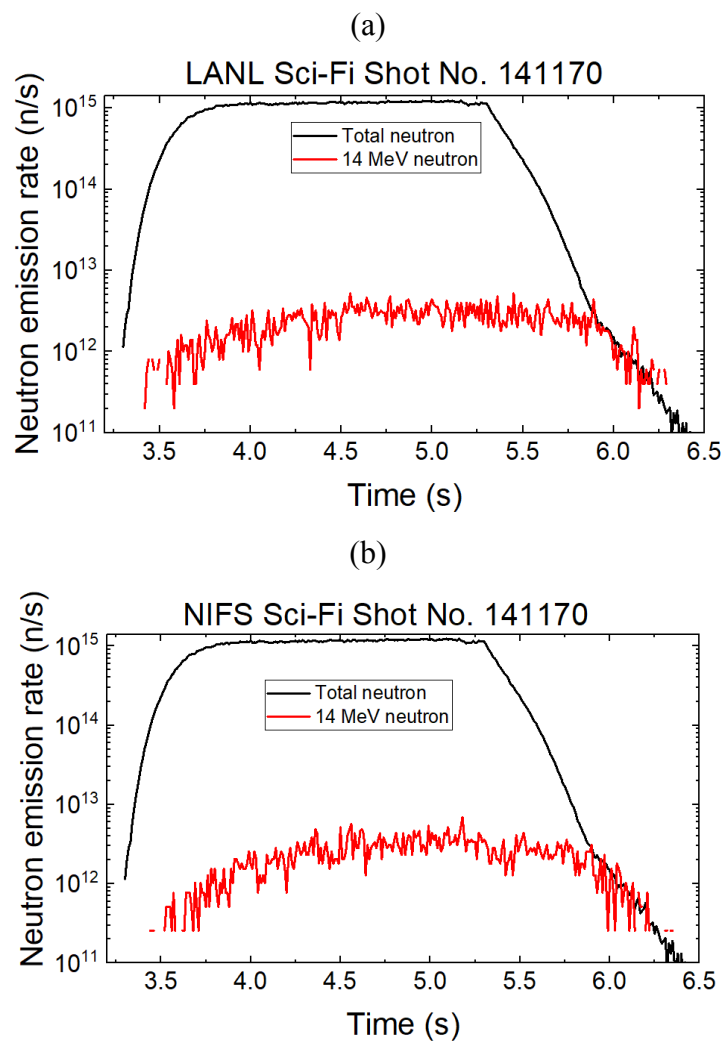 (a)
LANL Sci-Fi Shot No. 141170
Neutron emission rate (n/s)
10^15
10^14
10^13
10^12
10^11
Total neutron
14 MeV neutron
3.5 4.0 4.5 5.0 5.5 6.0 6.5
Time (s)
(b)
NIFS Sci-Fi Shot No. 141170
Neutron emission rate (n/s)
10^15
10^14
10^13
10^12
10^11
Total neutron
14 MeV neutron
3.5 4.0 4.5 5.0 5.5 6.0 6.5
Time (s)